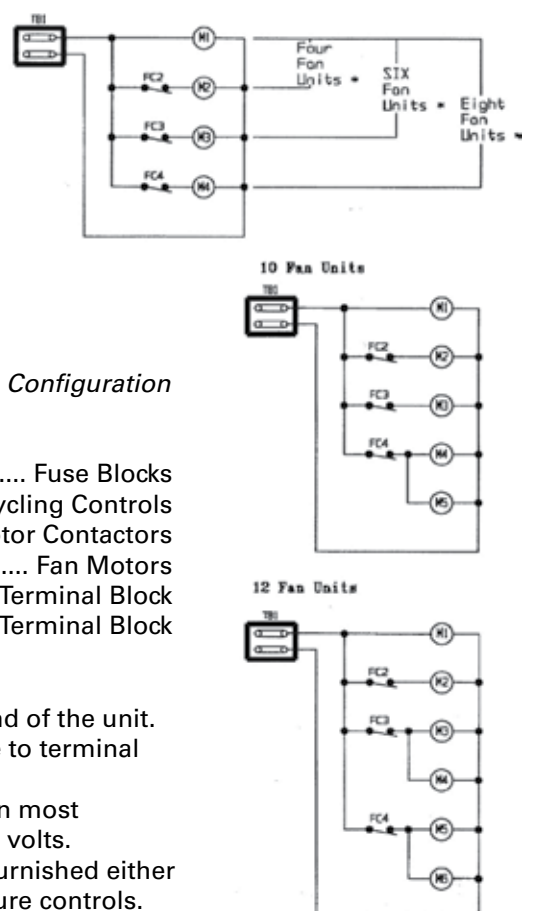 TB1
M1
Four
Fan
Units *
SIX
Fan
Units *
Eight
Fan
Units *
FC2
M2
FC3
M3
FC4
M4
10 Fan Units
TB1
M1
FC2
M2
FC3
M3
FC4
M4
M5
Configuration
.... Fuse Blocks
ycling Controls
otor Contactors
.... Fan Motors
Terminal Block
Terminal Block
12 Fan Units
TB1
M1
FC2
M2
FC3
M3
M4
FC4
M5
M6
nd of the unit.
e to terminal
n most
volts.
urnished either
ure controls.